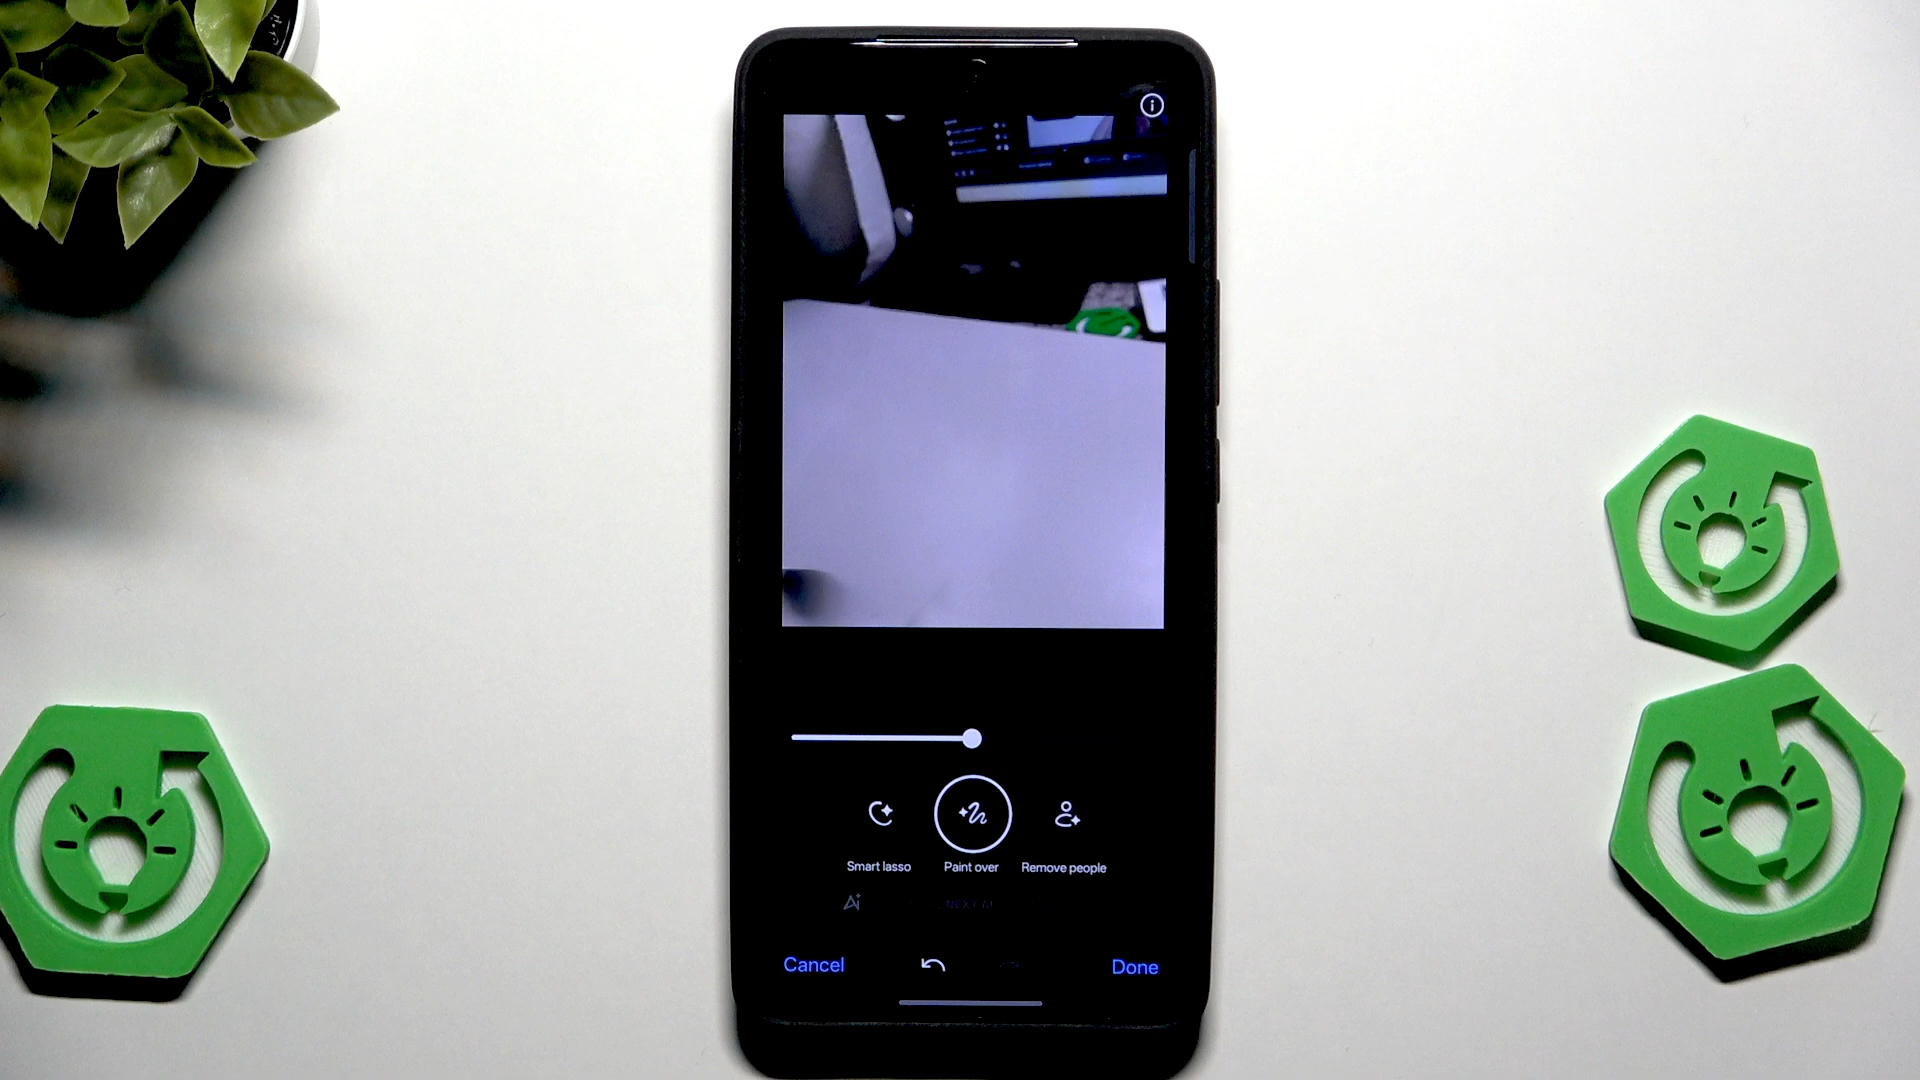 Smart lasso
Paint over
Remove people
Cancel
Done